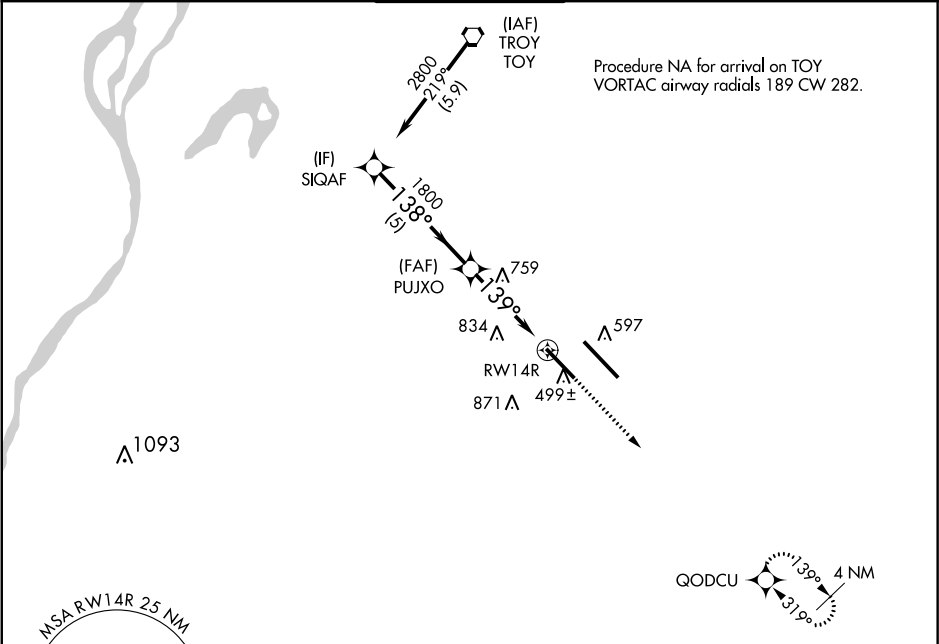 (IAF)
TROY
TOY
Procedure NA for arrival on TOY
VORTAC airway radials 189 CW 282.
2800
219°
(5.9)
(IF)
SIQAF
1800
138°
(5)
(FAF)
PUJXO
759
139°
834
597
RW14R
499±
871
1093
QODCU
139°
4 NM
319°
MSA RW14R 25 NM